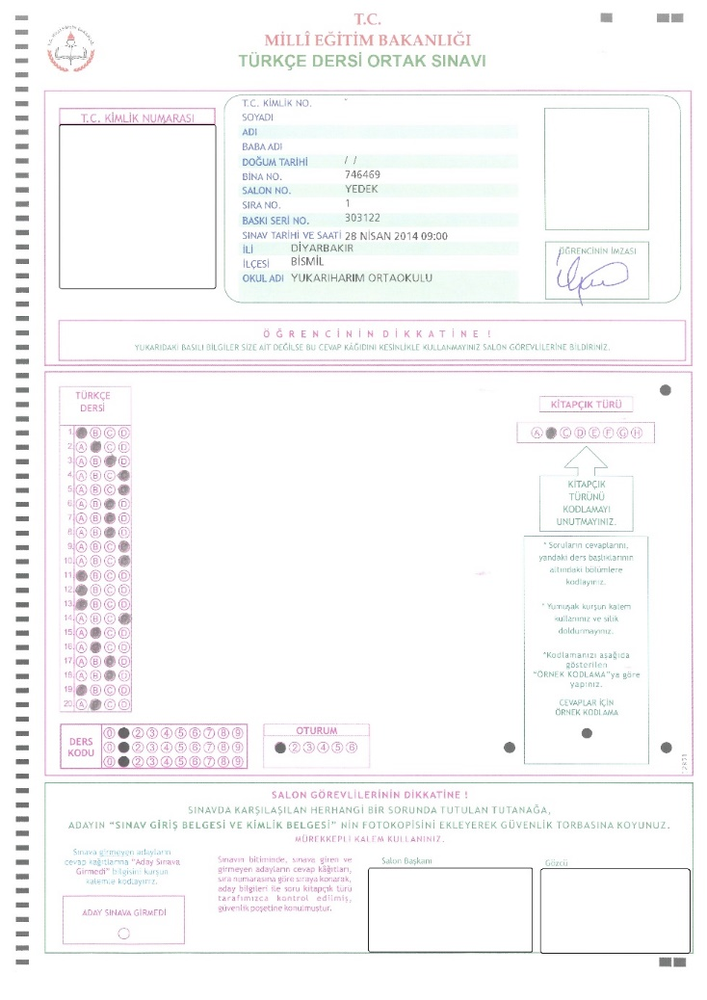 T.C.
MİLLÎ EĞİTİM BAKANLIĞI
TÜRKÇE DERSİ ORTAK SINAVI
T.C. KİMLİK NUMARASI
T.C. KİMLİK NO.
SOYADI
ADI
BABA ADI
DOĞUM TARİHİ / /
BİNA NO. 746469
SALON NO. YEDEK
SIRA NO. 1
BASKI SERİ NO. 303122
SINAV TARİHİ VE SAATİ 28 NİSAN 2014 09:00
İLİ DİYARBAKIR
İLÇESİ BİSMİL
OKUL ADI YUKARIHARIM ORTAOKULU
ÖĞRENCİNİN İMZASI
ÖĞRENCİNİN DİKKATİNE !
YUKARIDAKİ BASILI BİLGİLER SİZE AİT DEĞİLSE BU CEVAP KÂĞIDINI KESİNLİKLE KULLANMAYINIZ SALON GÖREVLİLERİNE BİLDİRİNİZ.
TÜRKÇE
DERSİ
1. B C D
2. A C D
3. A B D
4. A B C
5. A B C
6. A B D
7. A B D
8. A B D
9. A B C
10. A B C
11. B C D
12. B C D
13. B C D
14. A B C
15. A C D
16. A C D
17. A B D
18. A B D
19. B C D
20. A C D
KİTAPÇIK TÜRÜ
A C D E F G H
KİTAPÇIK
TÜRÜNÜ
KODLAMAYI
UNUTMAYINIZ.
* Soruların cevaplarını,
yandaki ders başlıklarının
altındaki bölümlere
kodlayınız.
* Yumuşak kurşun kalem
kullanınız ve silik
doldurmayınız.
*Kodlamanızı aşağıda
gösterilen
"ÖRNEK KODLAMA"ya göre
yapınız.
CEVAPLAR İÇİN
ÖRNEK KODLAMA
DERS
KODU
0 2 3 4 5 6 7 8 9
0 2 3 4 5 6 7 8 9
0 2 3 4 5 6 7 8 9
OTURUM
2 3 4 5 6
SALON GÖREVLİLERİNİN DİKKATİNE !
SINAVDA KARŞILAŞILAN HERHANGİ BİR SORUNDA TUTULAN TUTANAĞA,
ADAYIN "SINAV GİRİŞ BELGESİ VE KİMLİK BELGESİ" NİN FOTOKOPİSİNİ EKLEYEREK GÜVENLİK TORBASINA KOYUNUZ.
MÜREKKEPLİ KALEM KULLANINIZ.
Sınava girmeyen adayların
cevap kağıtlarına "Aday Sınava
Girmedi" bilgisini kurşun
kalemle kodlayınız.
ADAY SINAVA GİRMEDİ
Sınavın bitiminde, sınava giren ve
girmeyen adayların cevap kâğıtları,
sıra numarasına göre sıraya konarak,
aday bilgileri ile soru kitapçık türü
tarafımızca kontrol edilmiş,
güvenlik poşetine konulmuştur.
Salon Başkanı
Gözcü